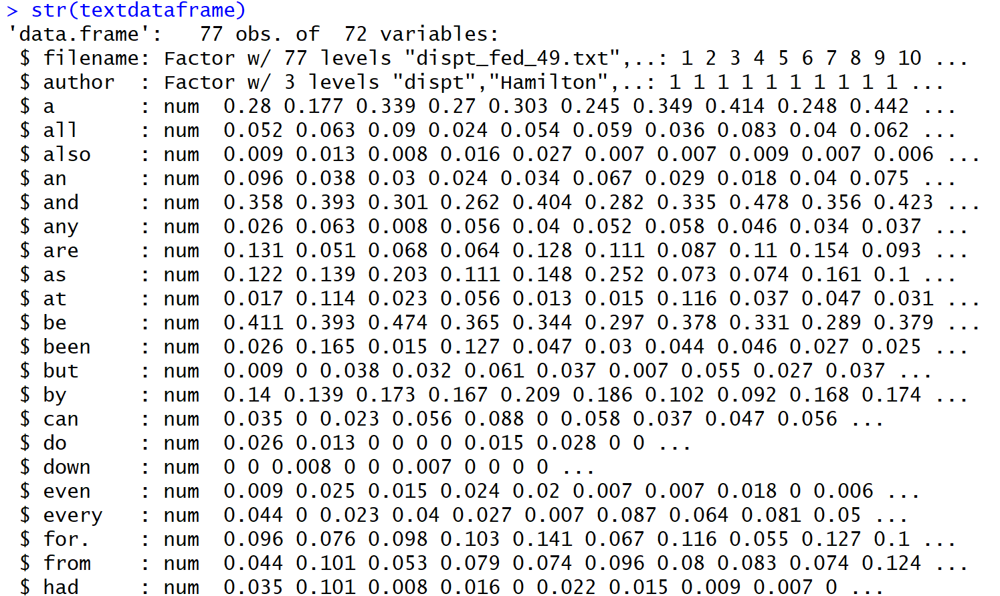 > str(textdataframe)
'data.frame':   77 obs. of  72 variables:
 $ filename: Factor w/ 77 levels "dispt_fed_49.txt",..: 1 2 3 4 5 6 7 8 9 10 ...
 $ author  : Factor w/ 3 levels "dispt","Hamilton",..: 1 1 1 1 1 1 1 1 1 1 ...
 $ a       : num  0.28 0.177 0.339 0.27 0.303 0.245 0.349 0.414 0.248 0.442 ...
 $ all     : num  0.052 0.063 0.09 0.024 0.054 0.059 0.036 0.083 0.04 0.062 ...
 $ also    : num  0.009 0.013 0.008 0.016 0.027 0.007 0.007 0.009 0.007 0.006 ...
 $ an      : num  0.096 0.038 0.03 0.024 0.034 0.067 0.029 0.018 0.04 0.075 ...
 $ and     : num  0.358 0.393 0.301 0.262 0.404 0.282 0.335 0.478 0.356 0.423 ...
 $ any     : num  0.026 0.063 0.008 0.056 0.04 0.052 0.058 0.046 0.034 0.037 ...
 $ are     : num  0.131 0.051 0.068 0.064 0.128 0.111 0.087 0.11 0.154 0.093 ...
 $ as      : num  0.122 0.139 0.203 0.111 0.148 0.252 0.073 0.074 0.161 0.1 ...
 $ at      : num  0.017 0.114 0.023 0.056 0.013 0.015 0.116 0.037 0.047 0.031 ...
 $ be      : num  0.411 0.393 0.474 0.365 0.344 0.297 0.378 0.331 0.289 0.379 ...
 $ been    : num  0.026 0.165 0.015 0.127 0.047 0.03 0.044 0.046 0.027 0.025 ...
 $ but     : num  0.009 0 0.038 0.032 0.061 0.037 0.007 0.055 0.027 0.037 ...
 $ by      : num  0.14 0.139 0.173 0.167 0.209 0.186 0.102 0.092 0.168 0.174 ...
 $ can     : num  0.035 0 0.023 0.056 0.088 0 0.058 0.037 0.047 0.056 ...
 $ do      : num  0.026 0.013 0 0 0 0 0.015 0.028 0 0 ...
 $ down    : num  0 0 0.008 0 0 0.007 0 0 0 0 ...
 $ even    : num  0.009 0.025 0.015 0.024 0.02 0.007 0.007 0.018 0 0.006 ...
 $ every   : num  0.044 0 0.023 0.04 0.027 0.007 0.087 0.064 0.081 0.05 ...
 $ for.    : num  0.096 0.076 0.098 0.103 0.141 0.067 0.116 0.055 0.127 0.1 ...
 $ from    : num  0.044 0.101 0.053 0.079 0.074 0.096 0.08 0.083 0.074 0.124 ...
 $ had     : num  0.035 0.101 0.008 0.016 0 0.022 0.015 0.009 0.007 0 ...